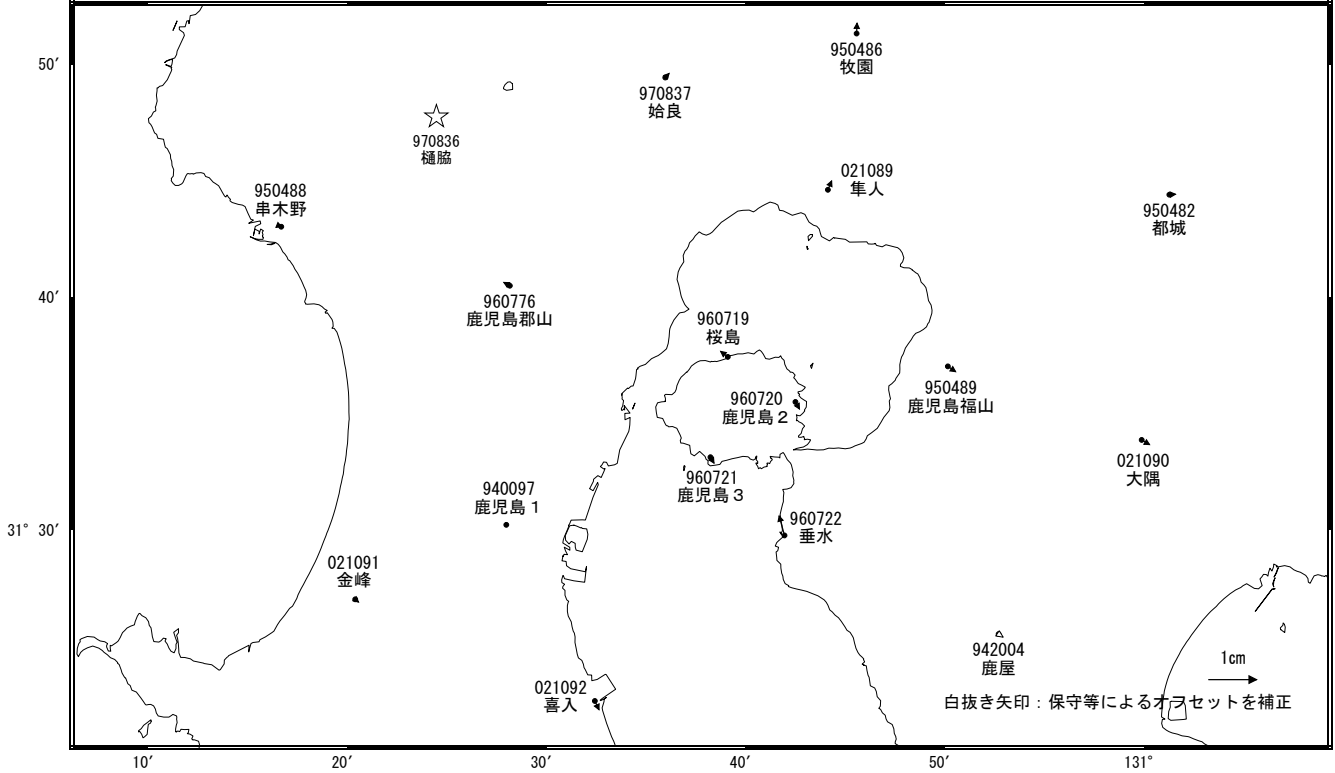 950486
牧園
50′
970837
姶良
970836
樋脇
021089
隼人
950488
串木野
950482
都城
40′
960776
鹿児島郡山
960719
桜島
950489
鹿児島福山
960720
鹿児島２
021090
大隅
960721
鹿児島３
940097
鹿児島１
960722
垂水
31° 30′
021091
金峰
942004
鹿屋
1cm
021092
喜入
白抜き矢印：保守等によるオフセットを補正
10′ 20′ 30′ 40′ 50′ 131°